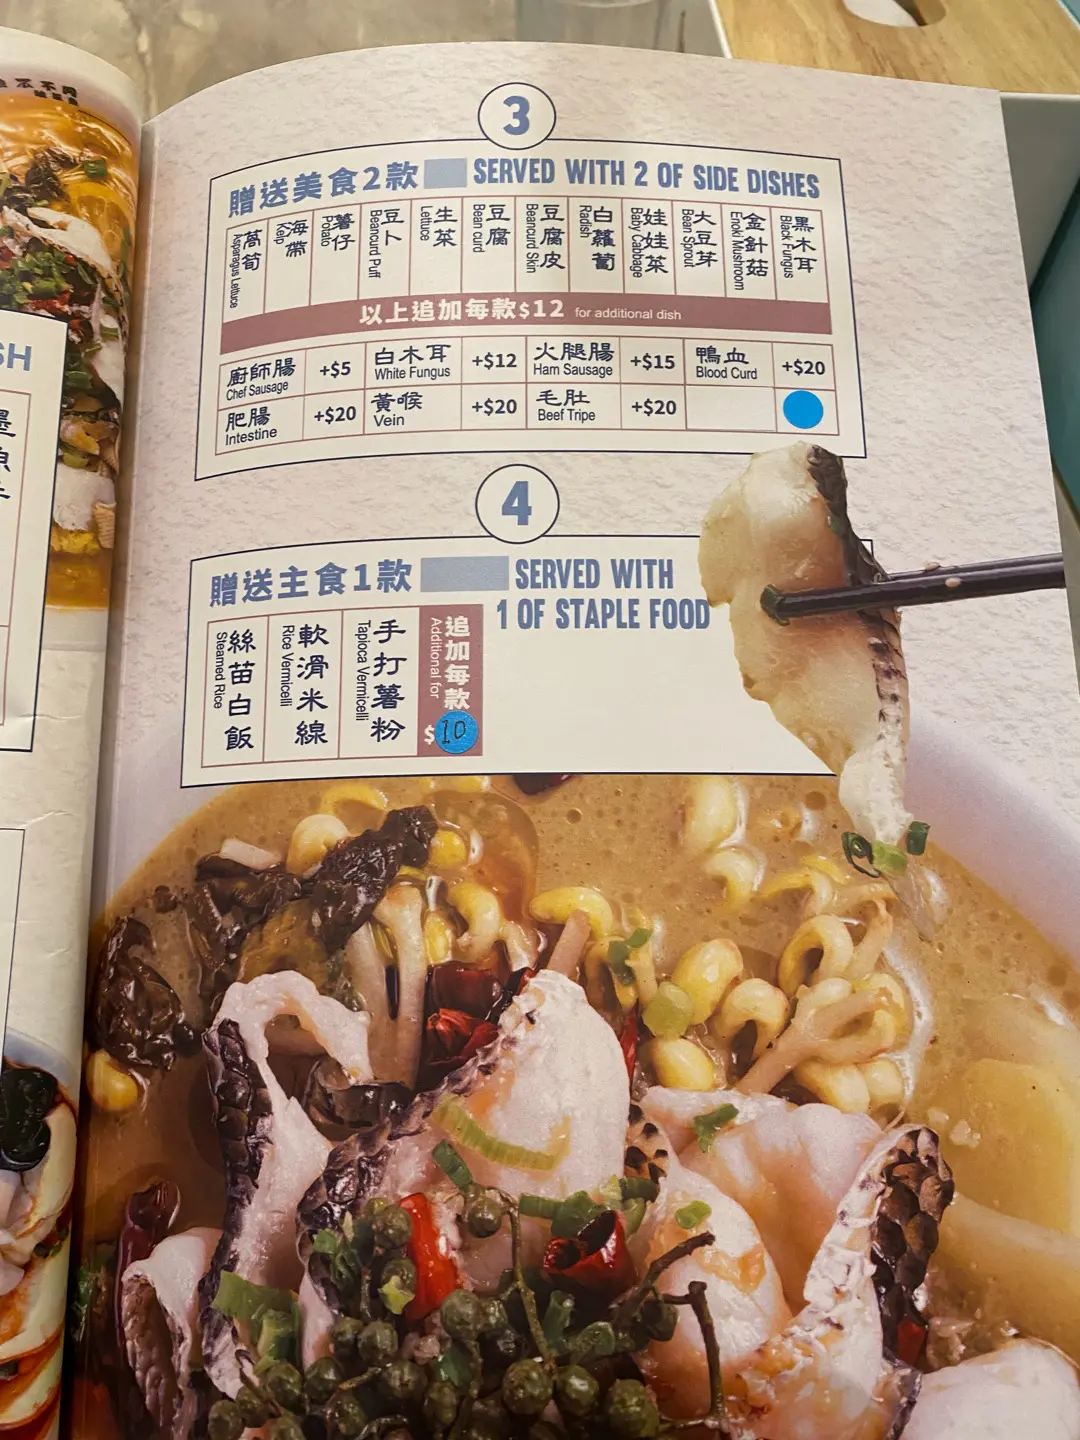 3
贈送美食2款 SERVED WITH 2 OF SIDE DISHES
萵筍 Asparagus Lettuce
海帶 Kelp
薯仔 Potato
豆卜 Beancurd Puff
生菜 Lettuce
豆腐 Bean curd
豆腐皮 Beancurd Skin
白蘿蔔 Radish
娃娃菜 Baby Cabbage
大豆芽 Bean Sprout
金針菇 Enoki Mushroom
黑木耳 Black Fungus
以上追加每款$12 for additional dish
廚師腸 Chef Sausage +$5
白木耳 White Fungus +$12
火腿腸 Ham Sausage +$15
鴨血 Blood Curd +$20
肥腸 Intestine +$20
黃喉 Vein +$20
毛肚 Beef Tripe +$20
4
贈送主食1款 SERVED WITH
1 OF STAPLE FOOD
絲苗白飯 Steamed Rice
軟滑米線 Rice Vermicelli
手打薯粉 Tapioca Vermicelli
追加每款 Additional for
$10
SH
墨
魚